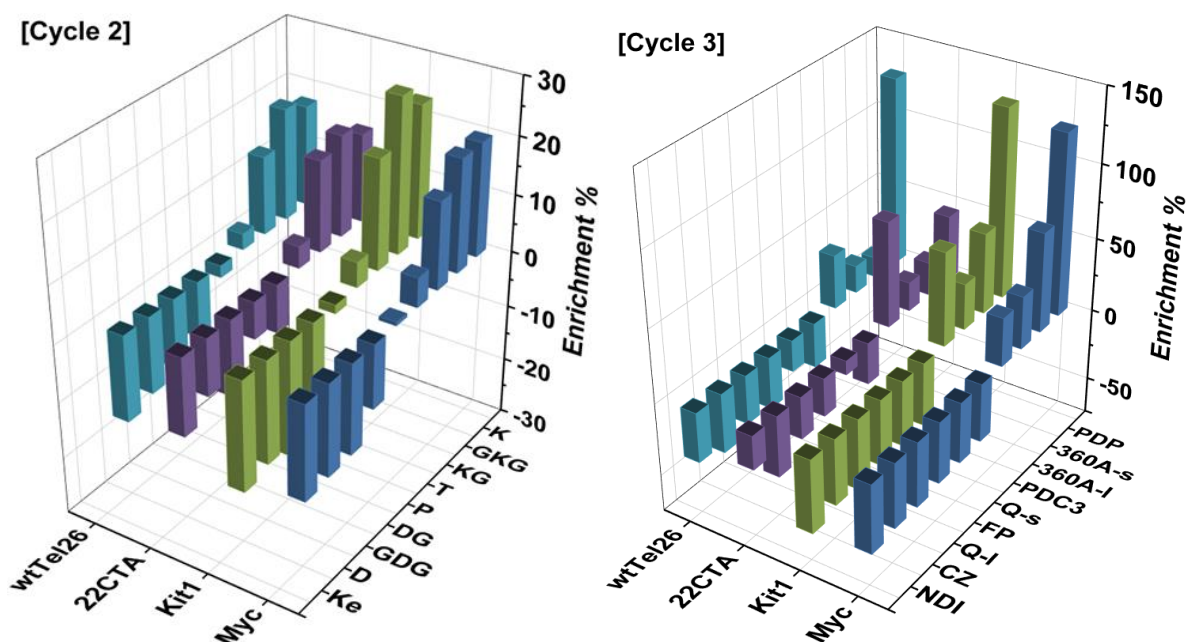 [Cycle 2]
30
20
10
0
-10
-20
-30
Enrichment %
K
GKG
KG
T
P
DG
GDG
D
Ke
wtTel26
22CTA
Kit1
Myc
[Cycle 3]
150
100
50
0
-50
Enrichment %
PDP
360A-s
360A-l
PDC3
Q-s
FP
Q-l
CZ
NDI
wtTel26
22CTA
Kit1
Myc